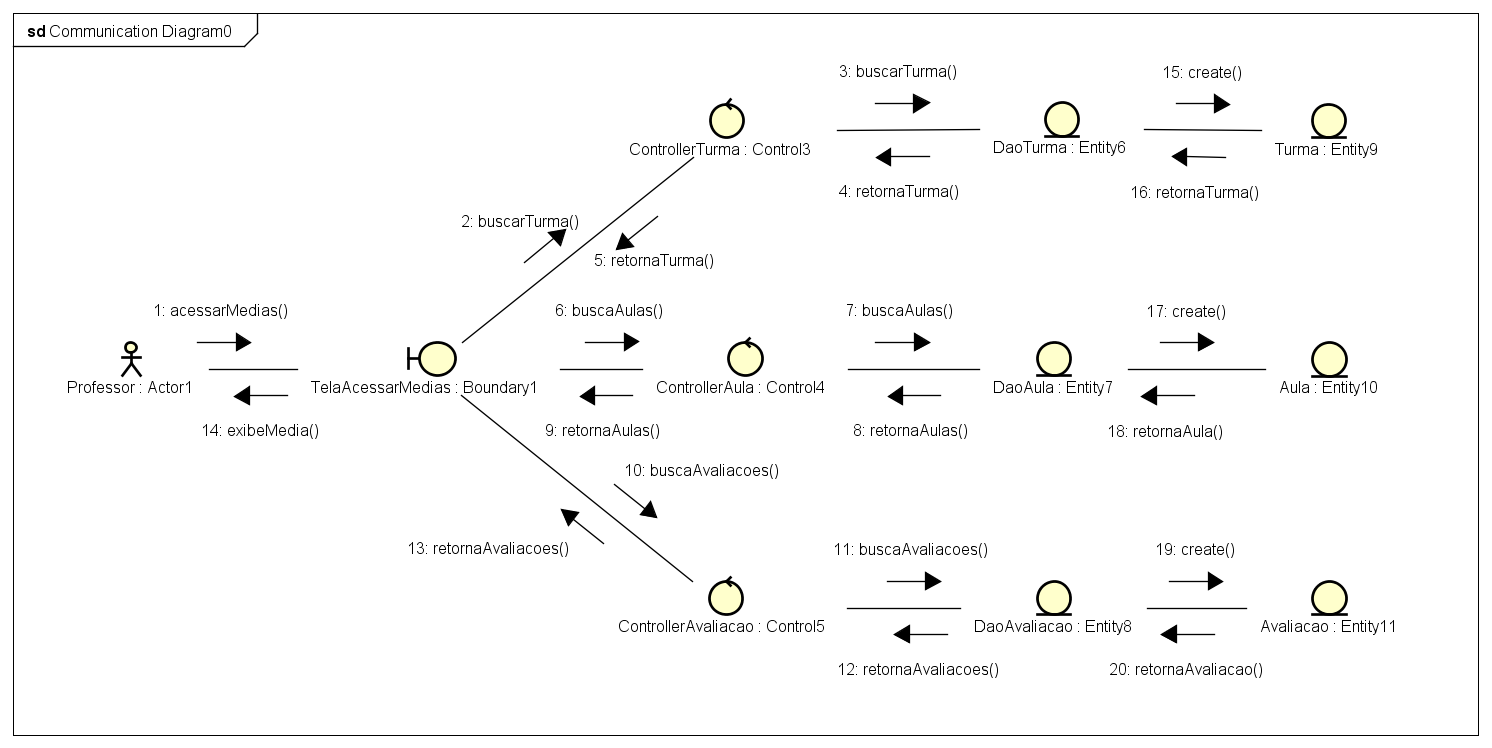 sd Communication Diagram0
3: buscarTurma()
15: create()
ControllerTurma : Control3
DaoTurma : Entity6
Turma : Entity9
4: retornaTurma()
16: retornaTurma()
2: buscarTurma()
5: retornaTurma()
1: acessarMedias()
6: buscaAulas()
7: buscaAulas()
17: create()
Professor : Actor1
TelaAcessarMedias : Boundary1
ControllerAula : Control4
DaoAula : Entity7
Aula : Entity10
14: exibeMedia()
9: retornaAulas()
8: retornaAulas()
18: retornaAula()
10: buscaAvaliacoes()
13: retornaAvaliacoes()
11: buscaAvaliacoes()
19: create()
ControllerAvaliacao : Control5
DaoAvaliacao : Entity8
Avaliacao : Entity11
12: retornaAvaliacoes()
20: retornaAvaliacao()